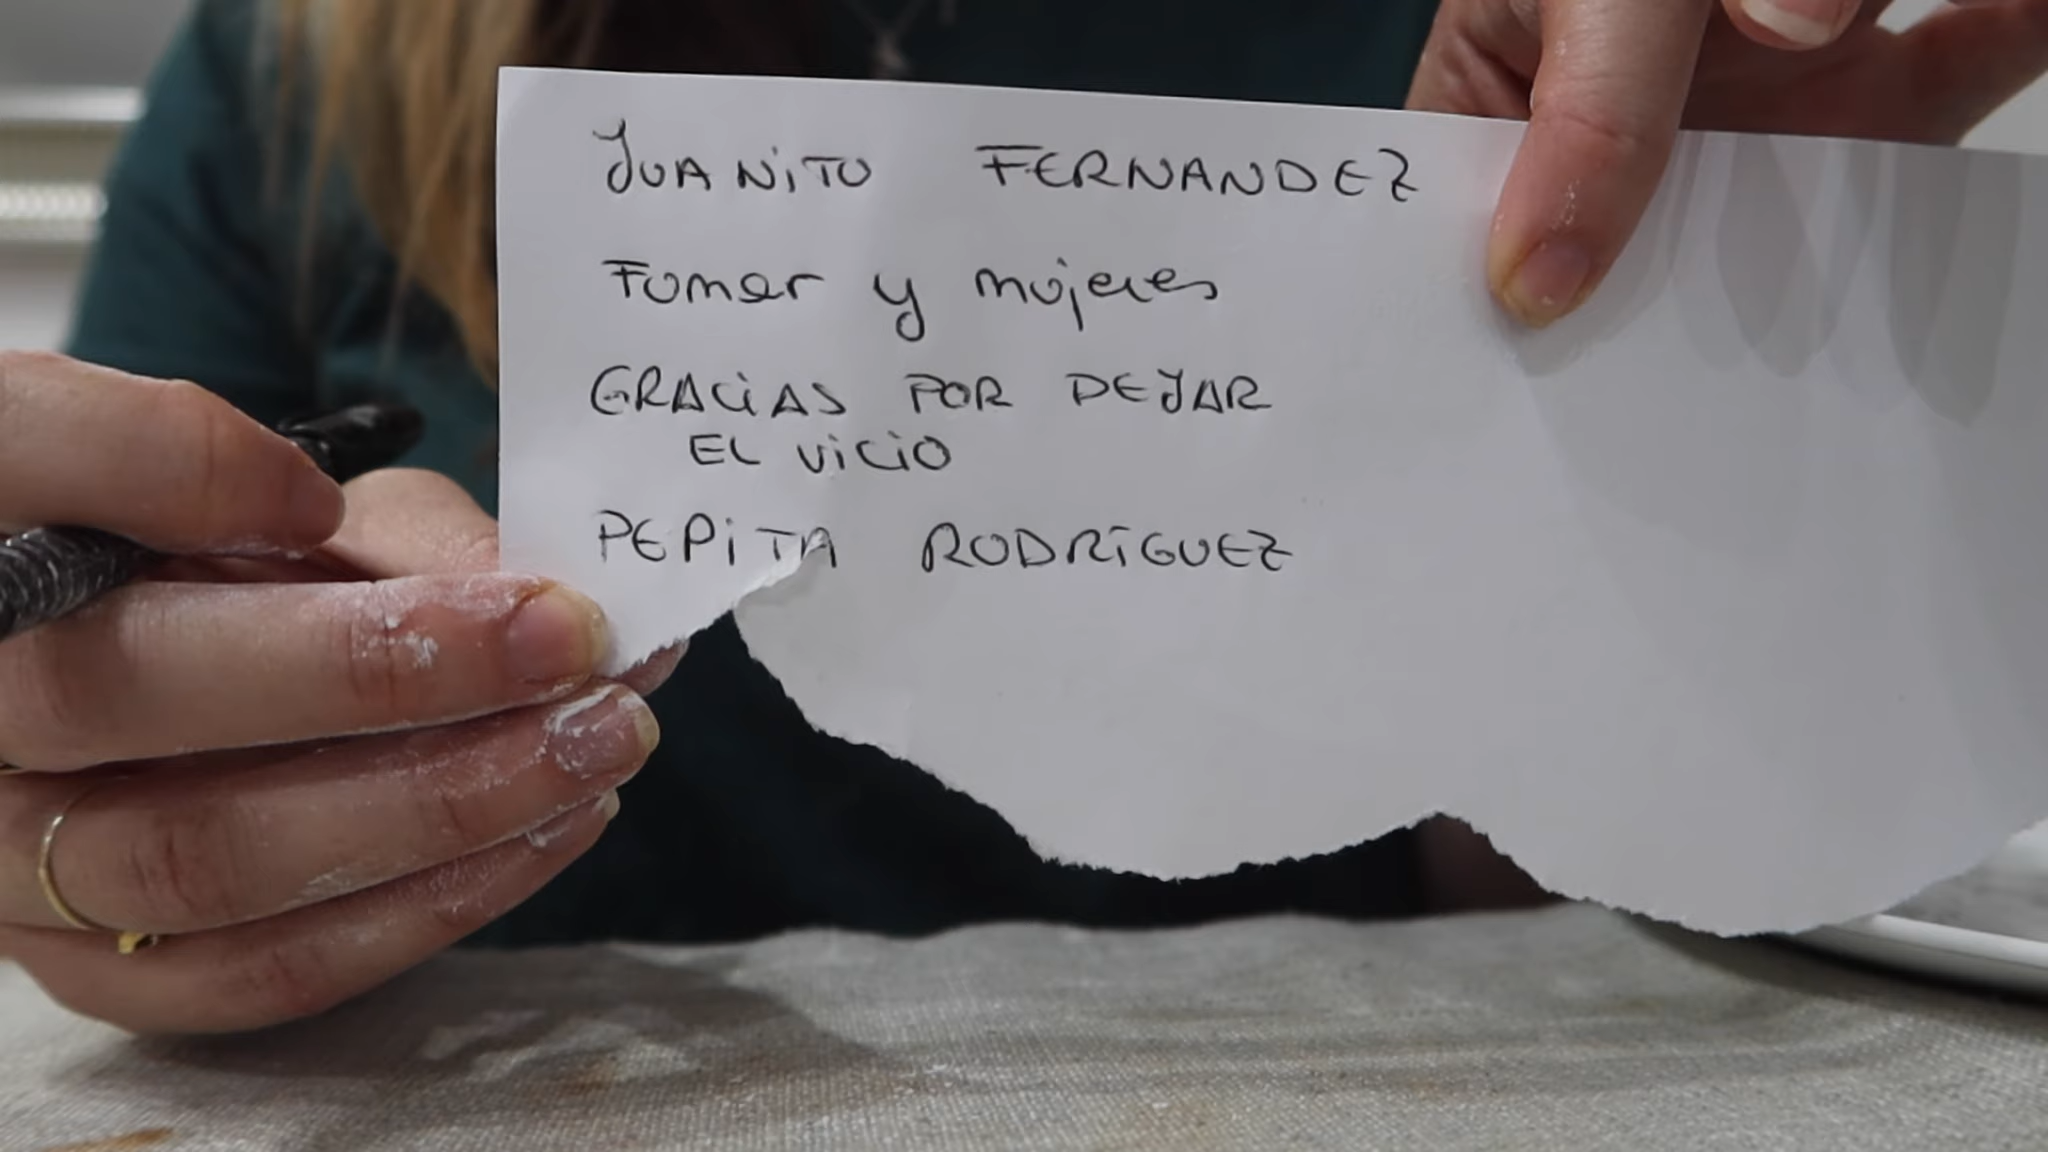 JUANITO FERNANDEZ
Fumar y mujeres
GRACIAS POR DEJAR
EL VICIO
PEPITA RODRIGUEZ